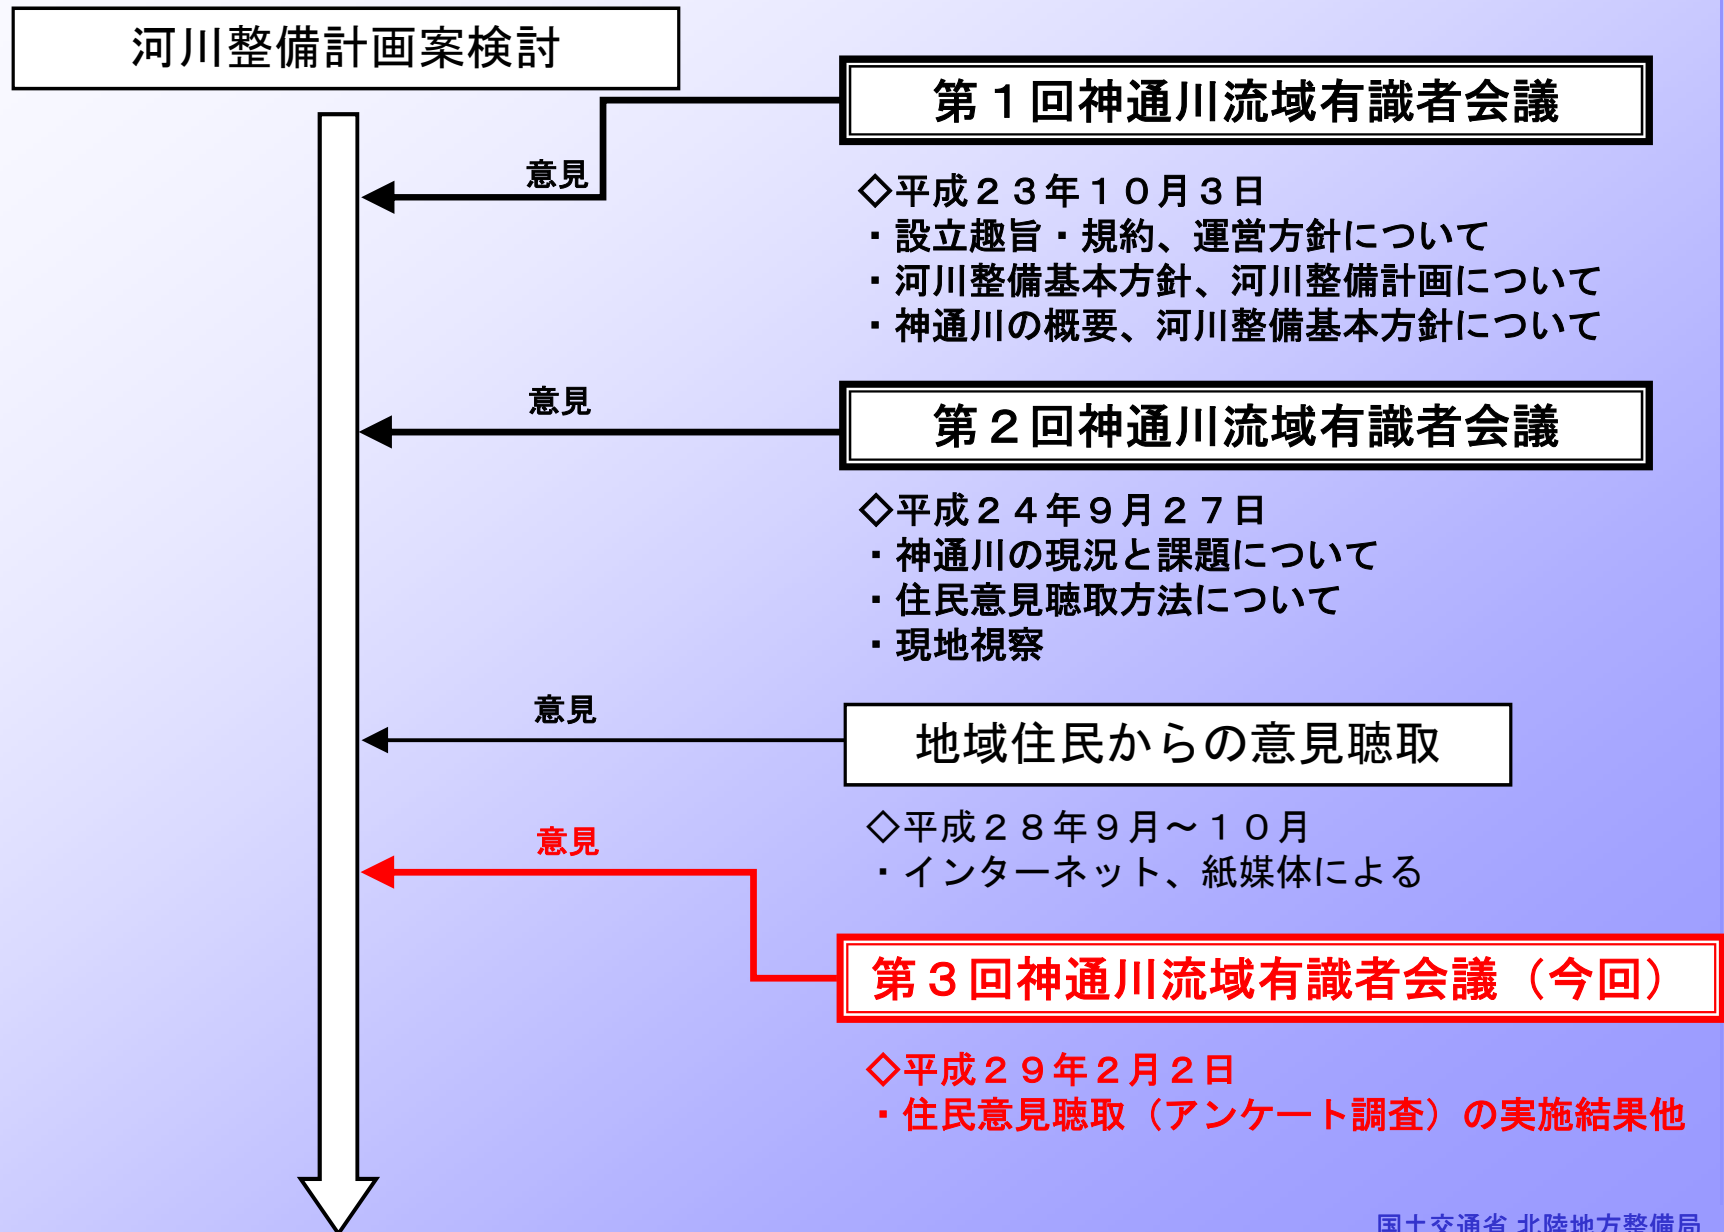 河川整備計画案検討
第１回神通川流域有識者会議
意見
◇平成２３年１０月３日
・設立趣旨・規約、運営方針について
・河川整備基本方針、河川整備計画について
・神通川の概要、河川整備基本方針について
意見
第２回神通川流域有識者会議
◇平成２４年９月２７日
・神通川の現況と課題について
・住民意見聴取方法について
・現地視察
意見
地域住民からの意見聴取
◇平成２８年９月～１０月
・インターネット、紙媒体による
意見
第３回神通川流域有識者会議（今回）
◇平成２９年２月２日
・住民意見聴取（アンケート調査）の実施結果他
国土交通省 北陸地方整備局